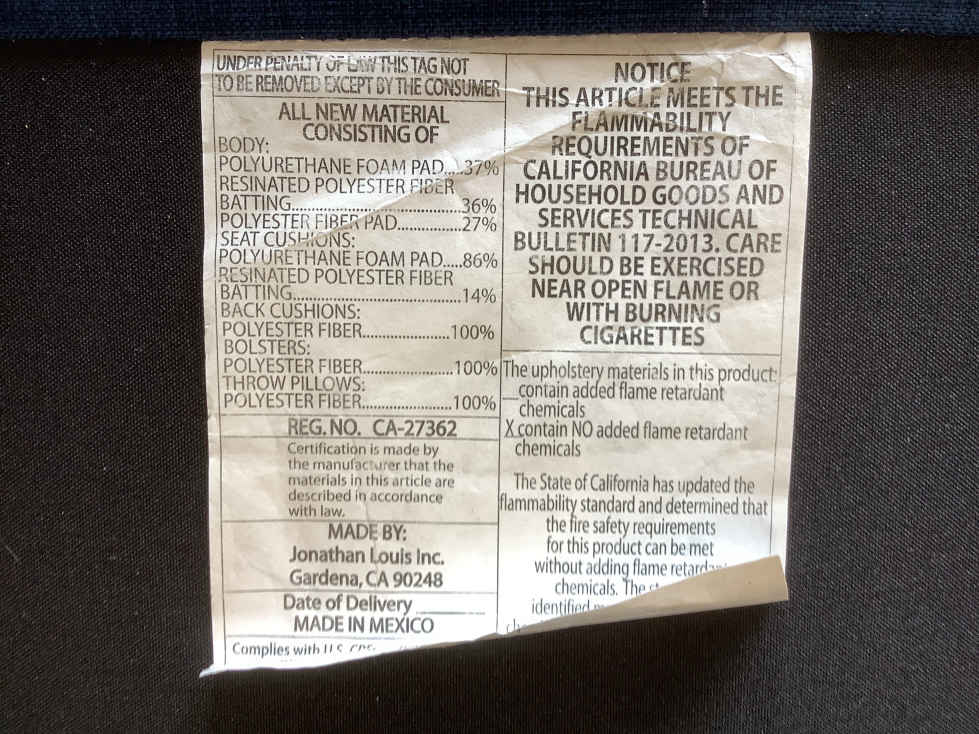 UNDER PENALTY OF LAW THIS TAG NOT
TO BE REMOVED EXCEPT BY THE CONSUMER
ALL NEW MATERIAL
CONSISTING OF
BODY:
POLYURETHANE FOAM PAD.....37%
RESINATED POLYESTER FIBER
BATTING.......................................36%
POLYESTER FIBER PAD...............27%
SEAT CUSHIONS:
POLYURETHANE FOAM PAD.....86%
RESINATED POLYESTER FIBER
BATTING.......................................14%
BACK CUSHIONS:
POLYESTER FIBER.....................100%
BOLSTERS:
POLYESTER FIBER.....................100%
THROW PILLOWS:
POLYESTER FIBER.....................100%
REG. NO. CA-27362
Certification is made by
the manufacturer that the
materials in this article are
described in accordance
with law.
MADE BY:
Jonathan Louis Inc.
Gardena, CA 90248
Date of Delivery ________
MADE IN MEXICO
Complies with U.S.
NOTICE
THIS ARTICLE MEETS THE
FLAMMABILITY
REQUIREMENTS OF
CALIFORNIA BUREAU OF
HOUSEHOLD GOODS AND
SERVICES TECHNICAL
BULLETIN 117-2013. CARE
SHOULD BE EXERCISED
NEAR OPEN FLAME OR
WITH BURNING
CIGARETTES
The upholstery materials in this product:
__contain added flame retardant
chemicals
X contain NO added flame retardant
chemicals
The State of California has updated the
flammability standard and determined that
the fire safety requirements
for this product can be met
without adding flame retardant
chemicals. The
identified